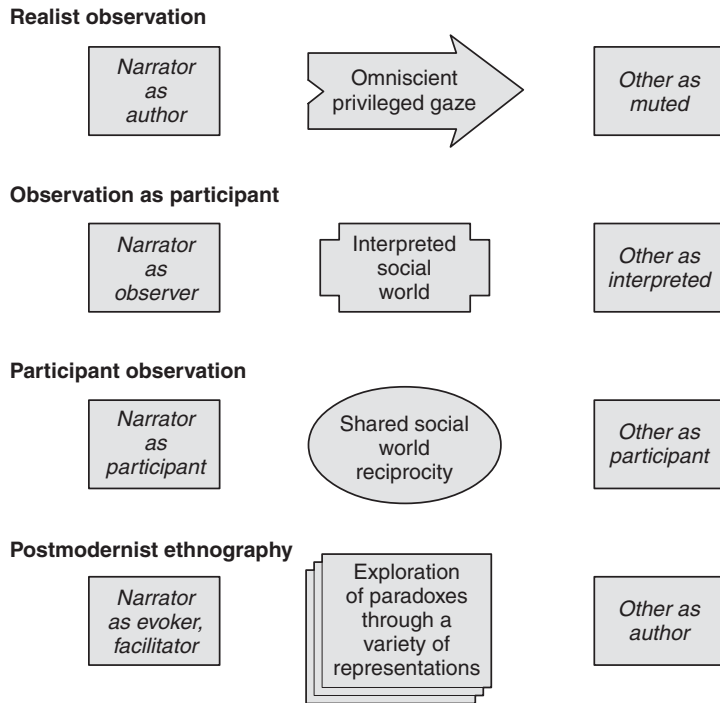 Realist observation
Narrator
as
author
Omniscient
privileged gaze
Other as
muted
Observation as participant
Narrator
as
observer
Interpreted
social
world
Other as
interpreted
Participant observation
Narrator
as
participant
Shared social
world
reciprocity
Other as
participant
Postmodernist ethnography
Narrator
as evoker,
facilitator
Exploration
of paradoxes
through a
variety of
representations
Other as
author